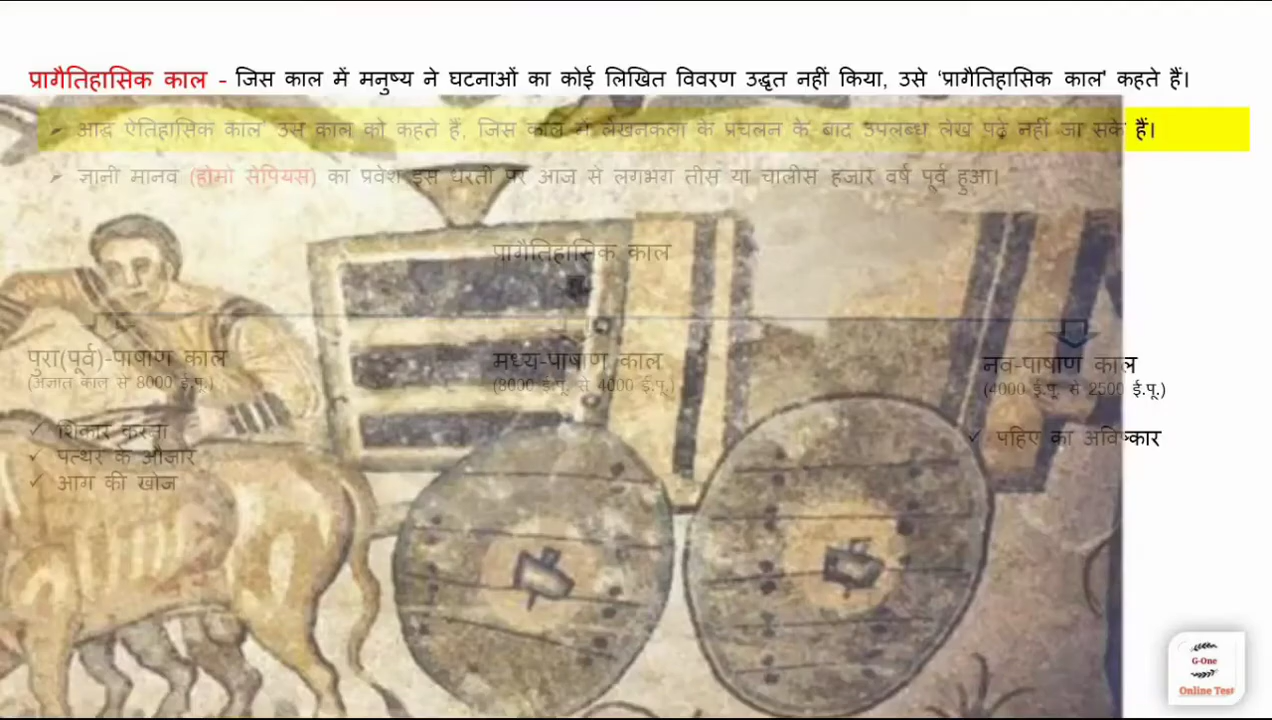 प्रागैतिहासिक काल - जिस काल में मनुष्य ने घटनाओं का कोई लिखित विवरण उद्धृत नहीं किया, उसे 'प्रागैतिहासिक काल' कहते हैं।
➢ आद्य ऐतिहासिक काल उस काल को कहते हैं, जिस काल में लेखनकला के प्रचलन के बाद उपलब्ध लेख पढ़े नहीं जा सके हैं।
➢ ज्ञानी मानव (होमो सेपियंस) का प्रवेश इस धरती पर आज से लगभग तीस या चालीस हजार वर्ष पूर्व हुआ।
प्रागैतिहासिक काल
पुरा(पूर्व)-पाषाण काल
(अज्ञात काल से 8000 ई.पू.)
✓ शिकार करना
✓ पत्थर के औज़ार
✓ आग की खोज
मध्य-पाषाण काल
(8000 ई.पू. से 4000 ई.पू.)
नव-पाषाण काल
(4000 ई.पू. से 2500 ई.पू.)
✓ पहिए का अविष्कार
G-One
Online Test